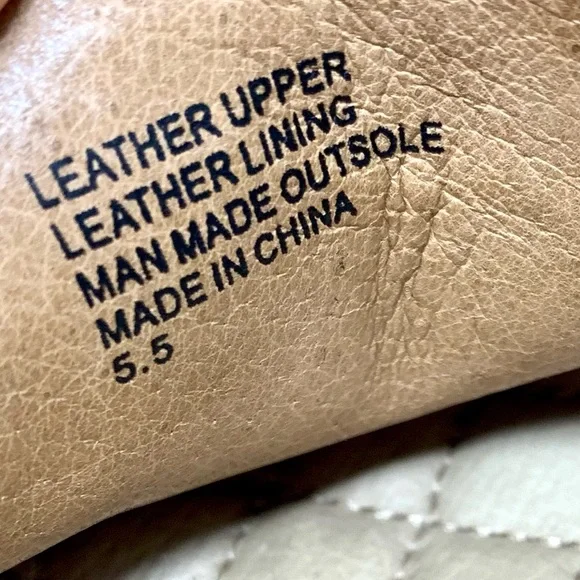 LEATHER UPPER
LEATHER LINING
MAN MADE OUTSOLE
MADE IN CHINA
5.5